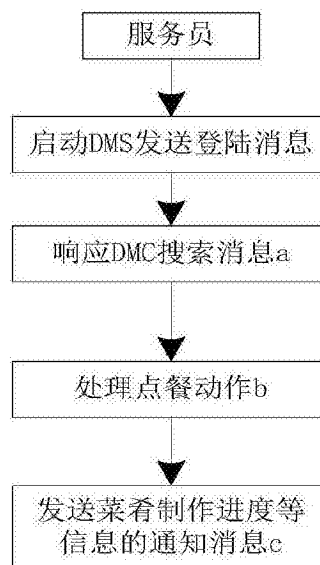 服务员
启动DMS发送登陆消息
响应DMC搜索消息a
处理点餐动作b
发送菜肴制作进度等
信息的通知消息c